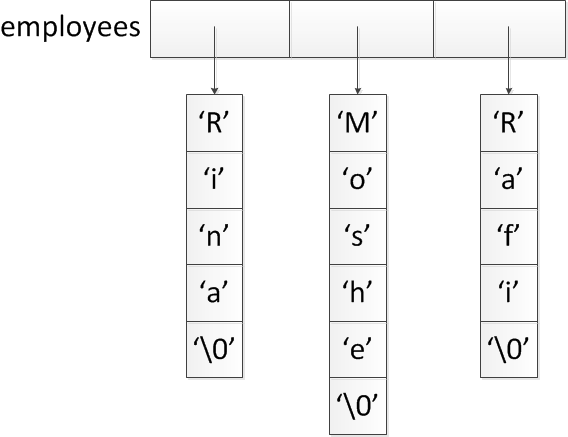 employees
‘R’ ‘M’ ‘R’
‘i’ ‘o’ ‘a’
‘n’ ‘s’ ‘f’
‘a’ ‘h’ ‘i’
‘\0’ ‘e’ ‘\0’
‘\0’